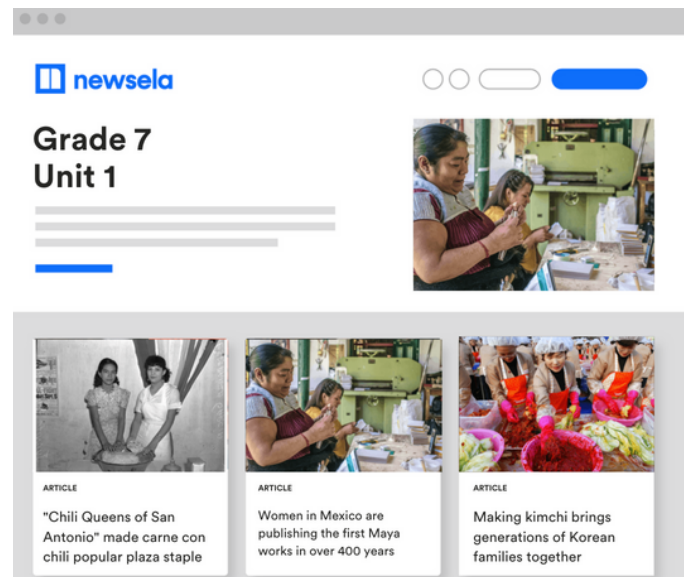 newsela
Grade 7
Unit 1
ARTICLE
"Chili Queens of San
Antonio" made carne con
chili popular plaza staple
ARTICLE
Women in Mexico are
publishing the first Maya
works in over 400 years
ARTICLE
Making kimchi brings
generations of Korean
families together